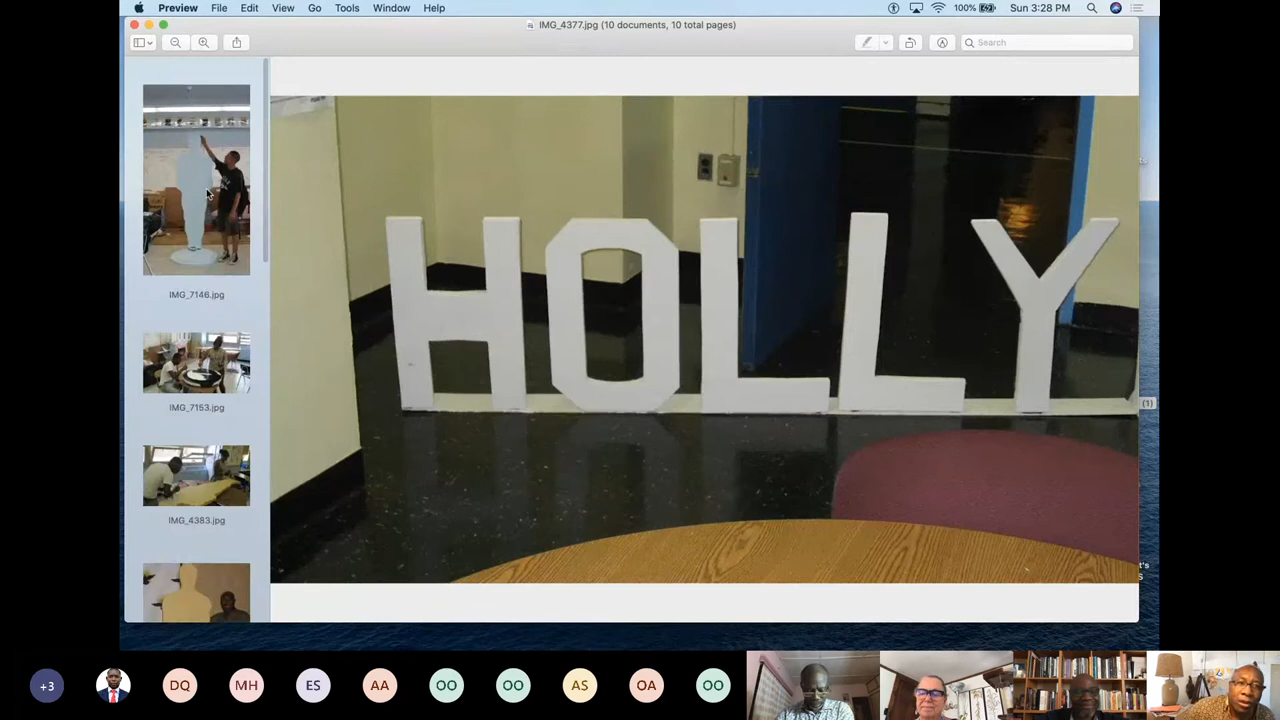 Preview File Edit View Go Tools Window Help 100% Sun 3:28 PM
IMG_4377.jpg (10 documents, 10 total pages)
Search
HOLLY
IMG_7146.jpg
IMG_7153.jpg
IMG_4383.jpg
(1)
t's
S
+3 DQ MH ES AA OO OO AS OA OO